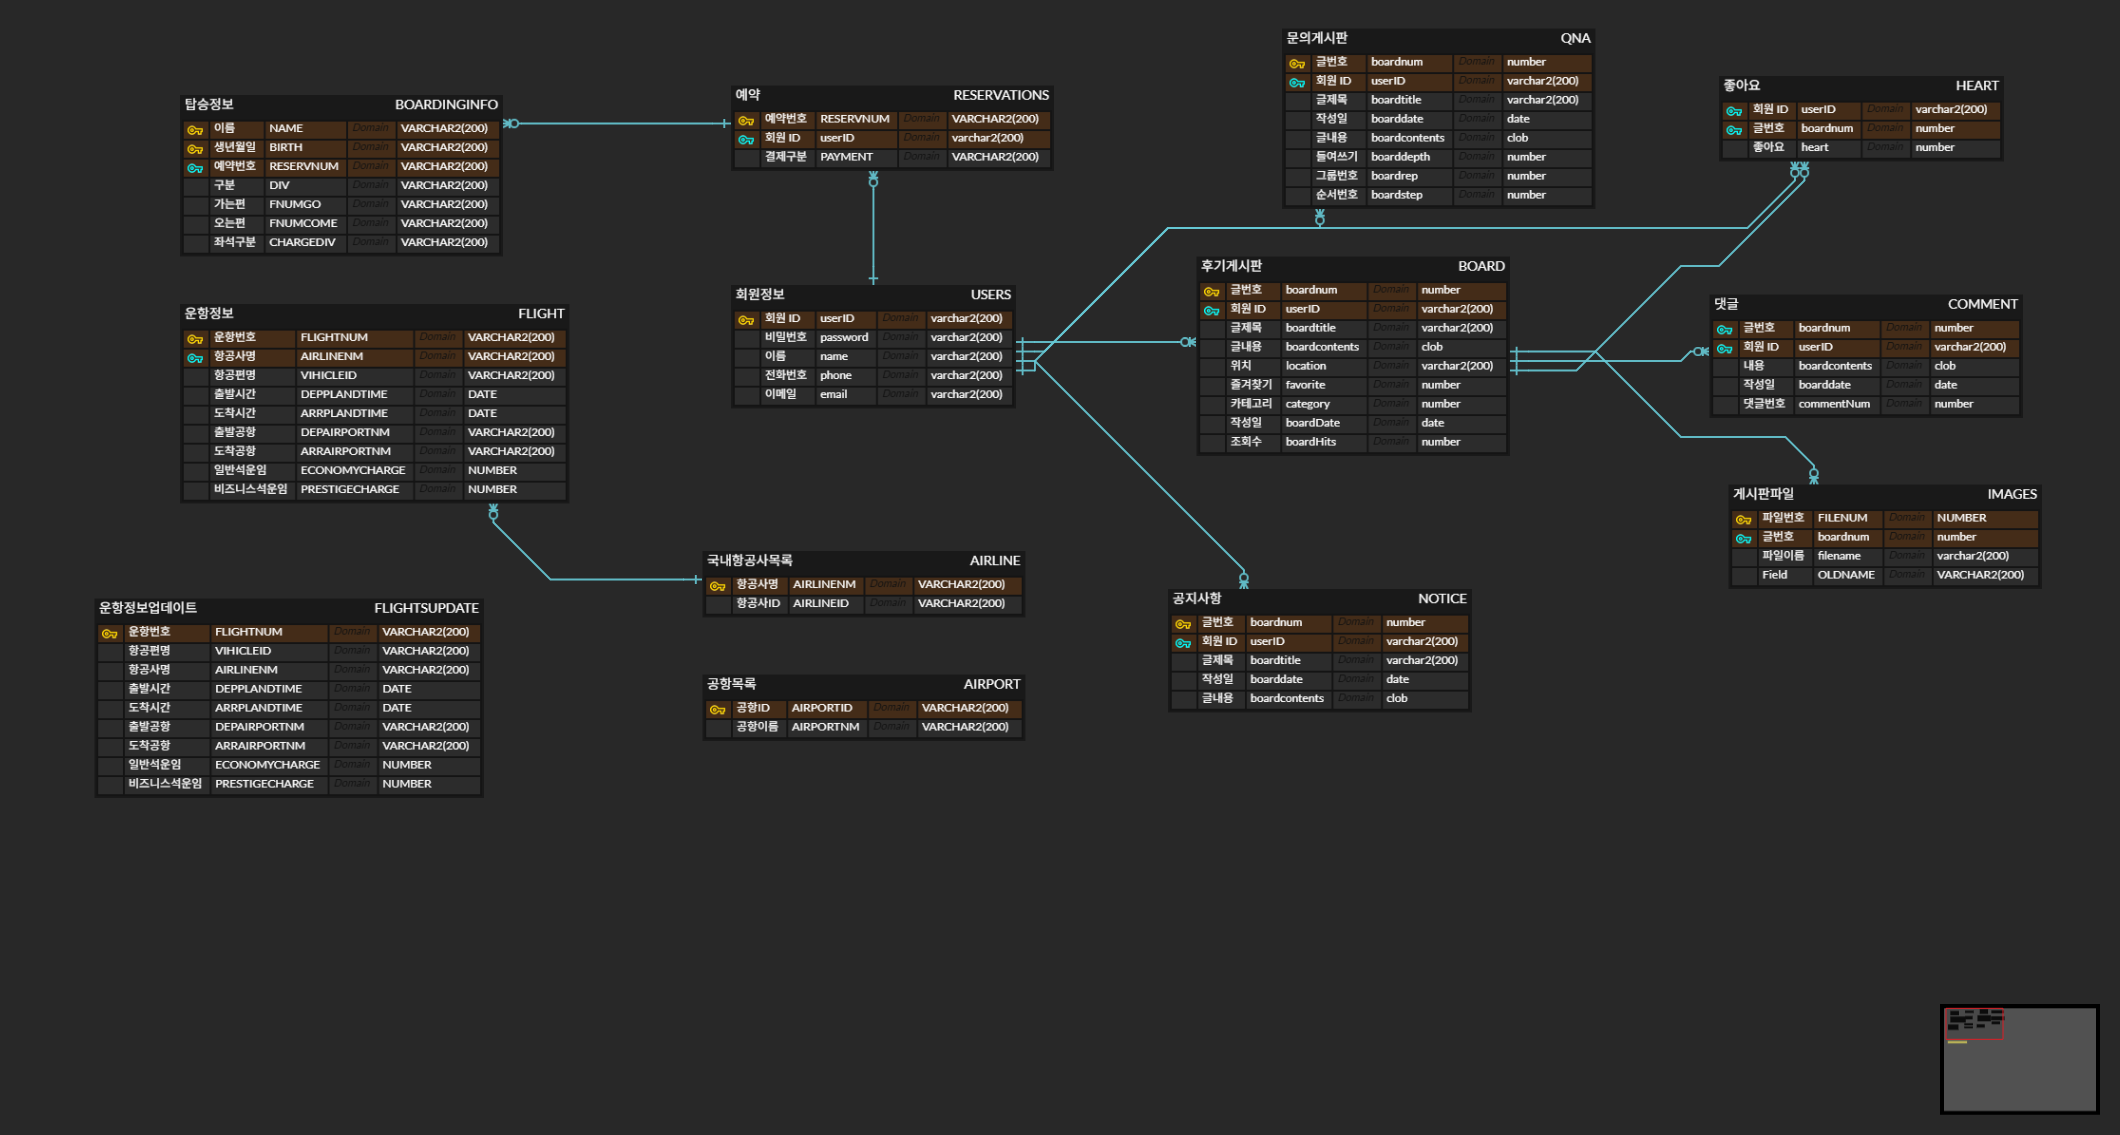 탑승정보 BOARDINGINFO
이름 NAME Domain VARCHAR2(200)
생년월일 BIRTH Domain VARCHAR2(200)
예약번호 RESERVNUM Domain VARCHAR2(200)
구분 DIV Domain VARCHAR2(200)
가는편 FNUMGO Domain VARCHAR2(200)
오는편 FNUMCOME Domain VARCHAR2(200)
좌석구분 CHARGEDIV Domain VARCHAR2(200)
예약 RESERVATIONS
예약번호 RESERVNUM Domain VARCHAR2(200)
회원 ID userID Domain varchar2(200)
결제구분 PAYMENT Domain VARCHAR2(200)
문의게시판 QNA
글번호 boardnum Domain number
회원 ID userID Domain varchar2(200)
글제목 boardtitle Domain varchar2(200)
작성일 boarddate Domain date
글내용 boardcontents Domain clob
들여쓰기 boarddepth Domain number
그룹번호 boardrep Domain number
순서번호 boardstep Domain number
좋아요 HEART
회원 ID userID Domain varchar2(200)
글번호 boardnum Domain number
좋아요 heart Domain number
운항정보 FLIGHT
운항번호 FLIGHTNUM Domain VARCHAR2(200)
항공사명 AIRLINENM Domain VARCHAR2(200)
항공편명 VIHICLEID Domain VARCHAR2(200)
출발시간 DEPPLANDTIME Domain DATE
도착시간 ARRPLANDTIME Domain DATE
출발공항 DEPAIRPORTNM Domain VARCHAR2(200)
도착공항 ARRAIRPORTNM Domain VARCHAR2(200)
일반석운임 ECONOMYCHARGE Domain NUMBER
비즈니스석운임 PRESTIGECHARGE Domain NUMBER
회원정보 USERS
회원 ID userID Domain varchar2(200)
비밀번호 password Domain varchar2(200)
이름 name Domain varchar2(200)
전화번호 phone Domain varchar2(200)
이메일 email Domain varchar2(200)
후기게시판 BOARD
글번호 boardnum Domain number
회원 ID userID Domain varchar2(200)
글제목 boardtitle Domain varchar2(200)
글내용 boardcontents Domain clob
위치 location Domain varchar2(200)
즐겨찾기 favorite Domain number
카테고리 category Domain number
작성일 boardDate Domain date
조회수 boardHits Domain number
댓글 COMMENT
글번호 boardnum Domain number
회원 ID userID Domain varchar2(200)
내용 boardcontents Domain clob
작성일 boarddate Domain date
댓글번호 commentNum Domain number
게시판파일 IMAGES
파일번호 FILENUM Domain NUMBER
글번호 boardnum Domain number
파일이름 filename Domain varchar2(200)
Field OLDNAME Domain VARCHAR2(200)
국내항공사목록 AIRLINE
항공사명 AIRLINENM Domain VARCHAR2(200)
항공사ID AIRLINEID Domain VARCHAR2(200)
운항정보업데이트 FLIGHTSUPDATE
운항번호 FLIGHTNUM Domain VARCHAR2(200)
항공편명 VIHICLEID Domain VARCHAR2(200)
항공사명 AIRLINENM Domain VARCHAR2(200)
출발시간 DEPPLANDTIME Domain DATE
도착시간 ARRPLANDTIME Domain DATE
출발공항 DEPAIRPORTNM Domain VARCHAR2(200)
도착공항 ARRAIRPORTNM Domain VARCHAR2(200)
일반석운임 ECONOMYCHARGE Domain NUMBER
비즈니스석운임 PRESTIGECHARGE Domain NUMBER
공항목록 AIRPORT
공항ID AIRPORTID Domain VARCHAR2(200)
공항이름 AIRPORTNM Domain VARCHAR2(200)
공지사항 NOTICE
글번호 boardnum Domain number
회원 ID userID Domain varchar2(200)
글제목 boardtitle Domain varchar2(200)
작성일 boarddate Domain date
글내용 boardcontents Domain clob